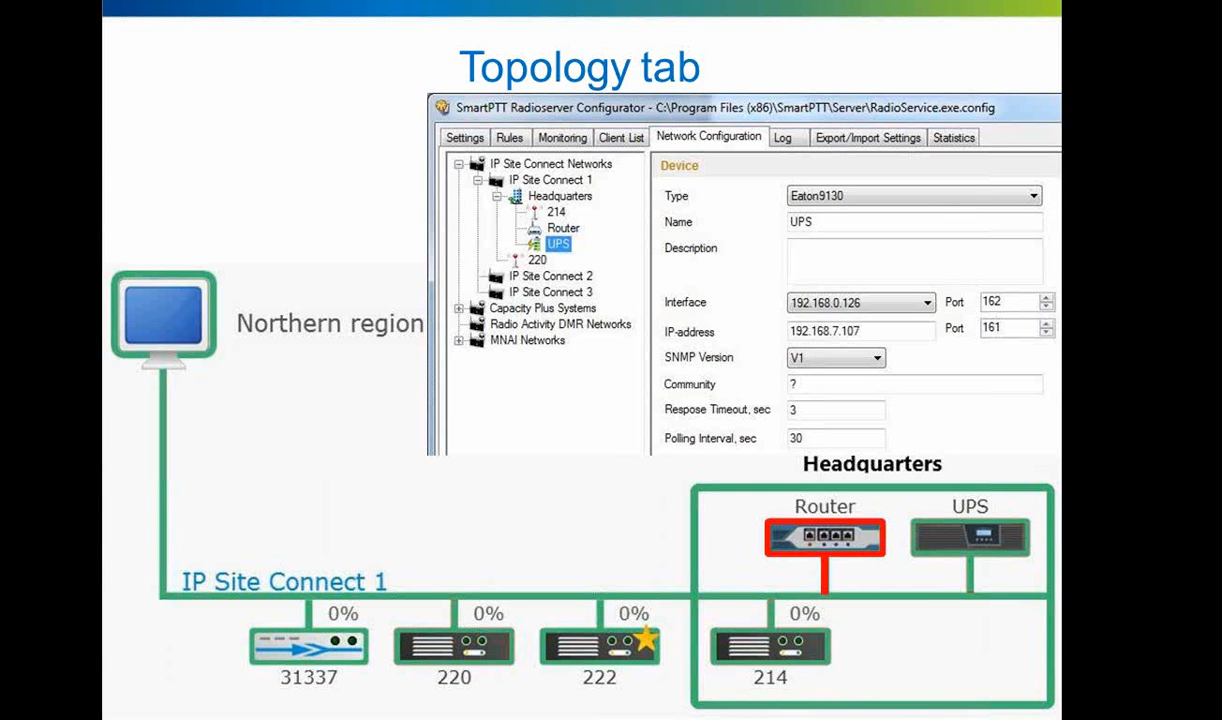 Topology tab
SmartPTT Radioserver Configurator - C:\Program Files (x86)\SmartPTT\Server\RadioService.exe.config
Settings Rules Monitoring Client List Network Configuration Log Export/Import Settings Statistics
IP Site Connect Networks
IP Site Connect 1
Headquarters
214
Router
UPS
220
IP Site Connect 2
IP Site Connect 3
Capacity Plus Systems
Radio Activity DMR Networks
MNAI Networks
Device
Type Eaton9130
Name UPS
Description
Interface 192.168.0.126 Port 162
IP-address 192.168.7.107 Port 161
SNMP Version V1
Community ?
Respose Timeout, sec 3
Polling Interval, sec 30
Northern region
Headquarters
Router UPS
IP Site Connect 1
0% 0% 0% 0%
31337 220 222 214